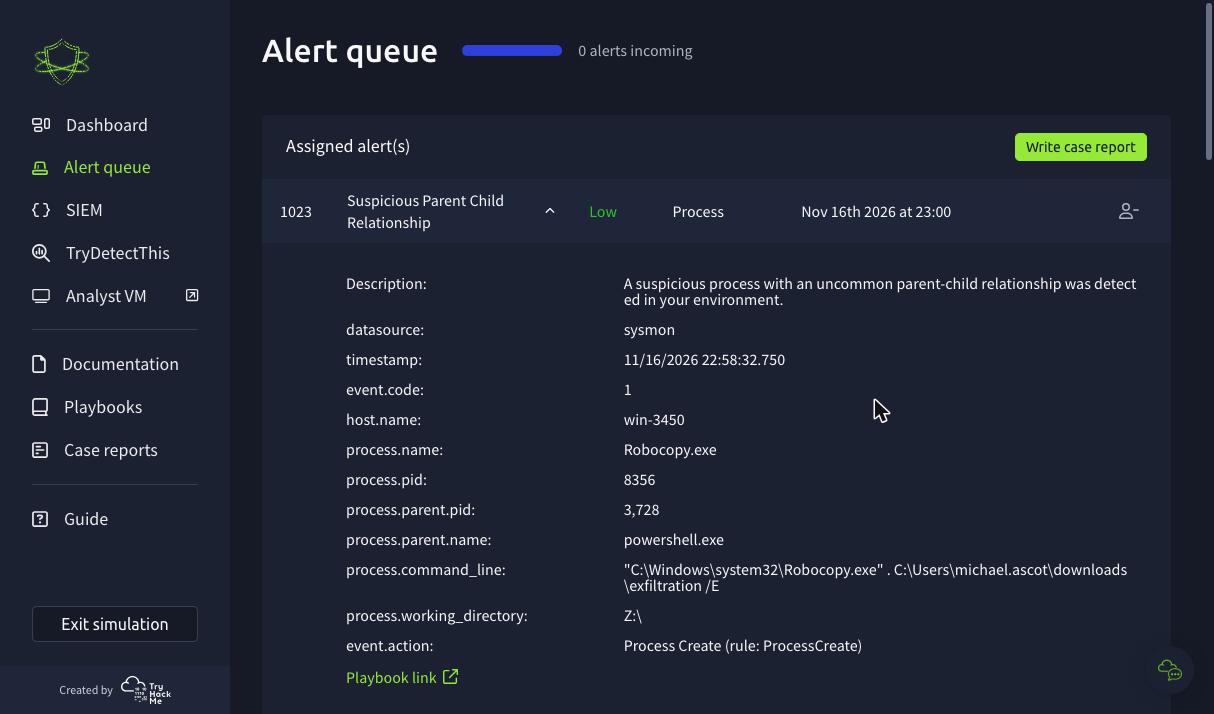 Alert queue
0 alerts incoming
Dashboard
Alert queue
SIEM
TryDetectThis
Analyst VM
Documentation
Playbooks
Case reports
Guide
Exit simulation
Created by
Try
Hack
Me
Assigned alert(s)
Write case report
1023
Suspicious Parent Child
Relationship
Low
Process
Nov 16th 2026 at 23:00
Description:
A suspicious process with an uncommon parent-child relationship was detect
ed in your environment.
datasource:
sysmon
timestamp:
11/16/2026 22:58:32.750
event.code:
1
host.name:
win-3450
process.name:
Robocopy.exe
process.pid:
8356
process.parent.pid:
3,728
process.parent.name:
powershell.exe
process.command_line:
"C:\Windows\system32\Robocopy.exe" . C:\Users\michael.ascot\downloads
\exfiltration /E
process.working_directory:
Z:\
event.action:
Process Create (rule: ProcessCreate)
Playbook link